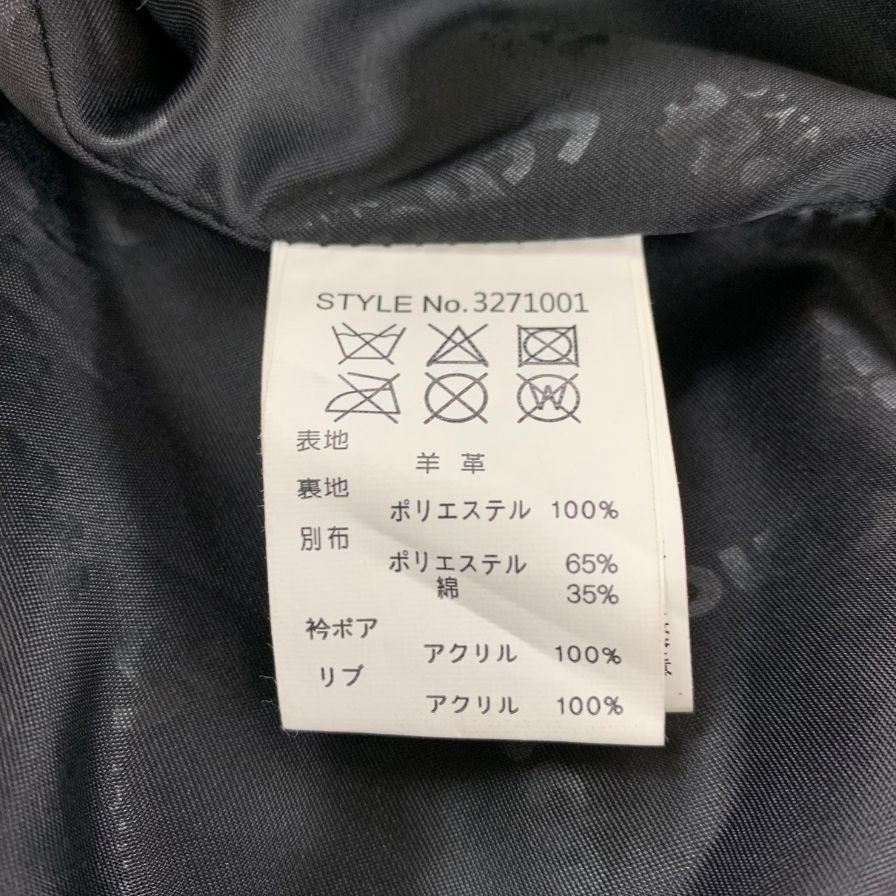 STYLE No.3271001
W
表地
羊 革
裏地
ポリエステル 100%
別布
ポリエステル 65%
綿 35%
衿ボア
アクリル 100%
リブ
アクリル 100%